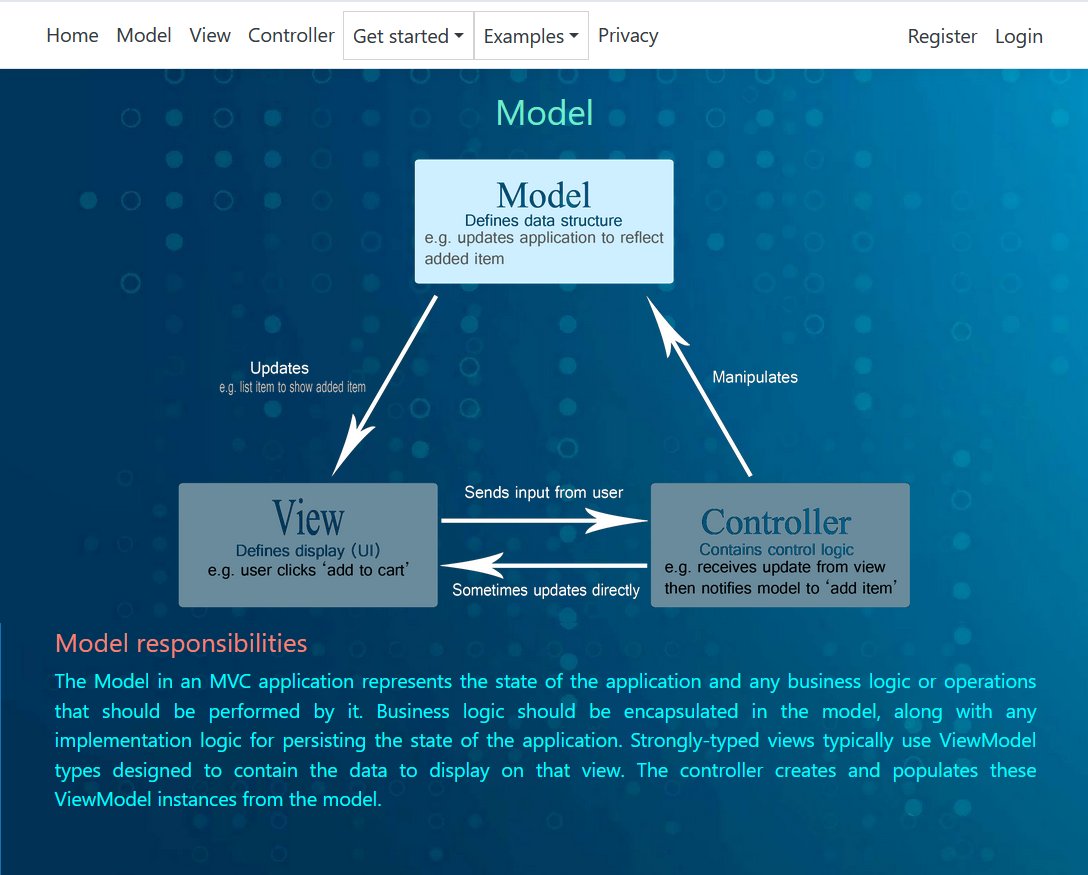 Home Model View Controller Get started Examples Privacy Register Login
Model
Model
Defines data structure
e.g. updates application to reflect
added item
Updates
e.g. list item to show added item
Manipulates
Sends input from user
View
Defines display (UI)
e.g. user clicks ‘add to cart’
Controller
Contains control logic
e.g. receives update from view
then notifies model to ‘add item’
Sometimes updates directly
Model responsibilities
The Model in an MVC application represents the state of the application and any business logic or operations
that should be performed by it. Business logic should be encapsulated in the model, along with any
implementation logic for persisting the state of the application. Strongly-typed views typically use ViewModel
types designed to contain the data to display on that view. The controller creates and populates these
ViewModel instances from the model.